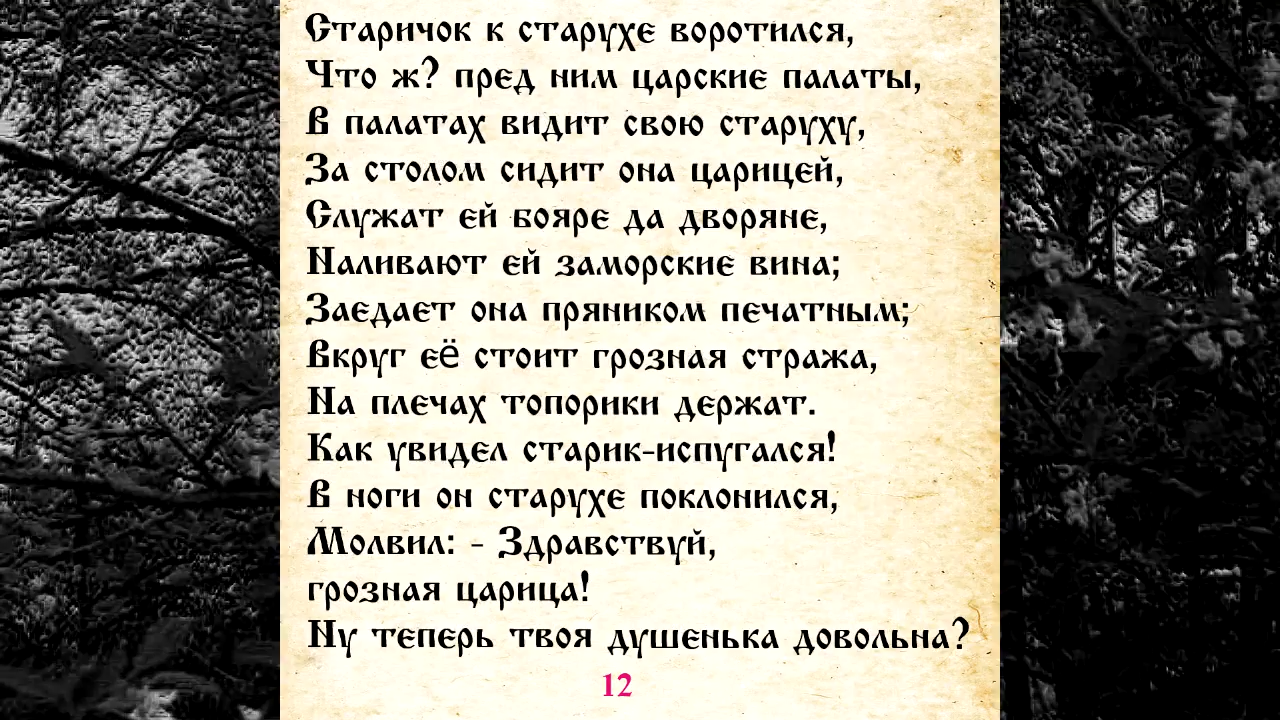 Старичок к старухе воротился,
Что ж? пред ним царские палаты,
В палатах видит свою старуху,
За столом сидит она царицей,
Служат ей бояре да дворяне,
Наливают ей заморские вина;
Заедает она пряником печатным;
Вкруг её стоит грозная стража,
На плечах топорики держат.
Как увидел старик-испугался!
В ноги он старухе поклонился,
Молвил: - Здравствуй,
грозная царица!
Ну теперь твоя душенька довольна?
12